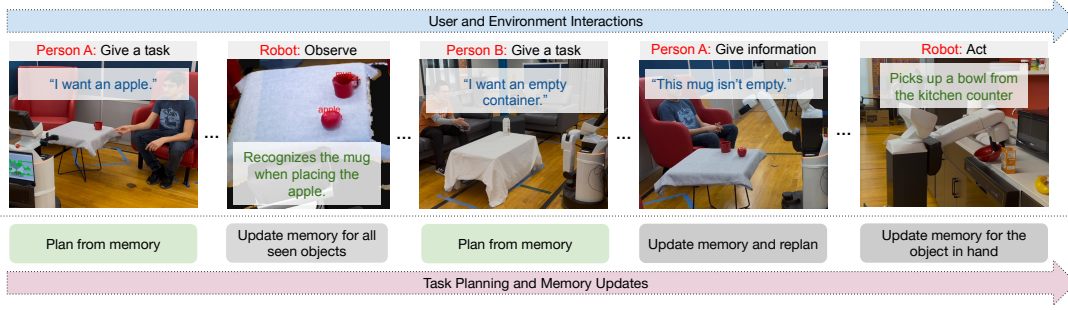 User and Environment Interactions
Person A: Give a task
Robot: Observe
Person B: Give a task
Person A: Give information
Robot: Act
“I want an apple.”
mug
apple
Recognizes the mug
when placing the
apple.
“I want an empty
container.”
“This mug isn’t empty.”
Picks up a bowl from
the kitchen counter
...
...
...
...
Plan from memory
Update memory for all
seen objects
Plan from memory
Update memory and replan
Update memory for the
object in hand
Task Planning and Memory Updates